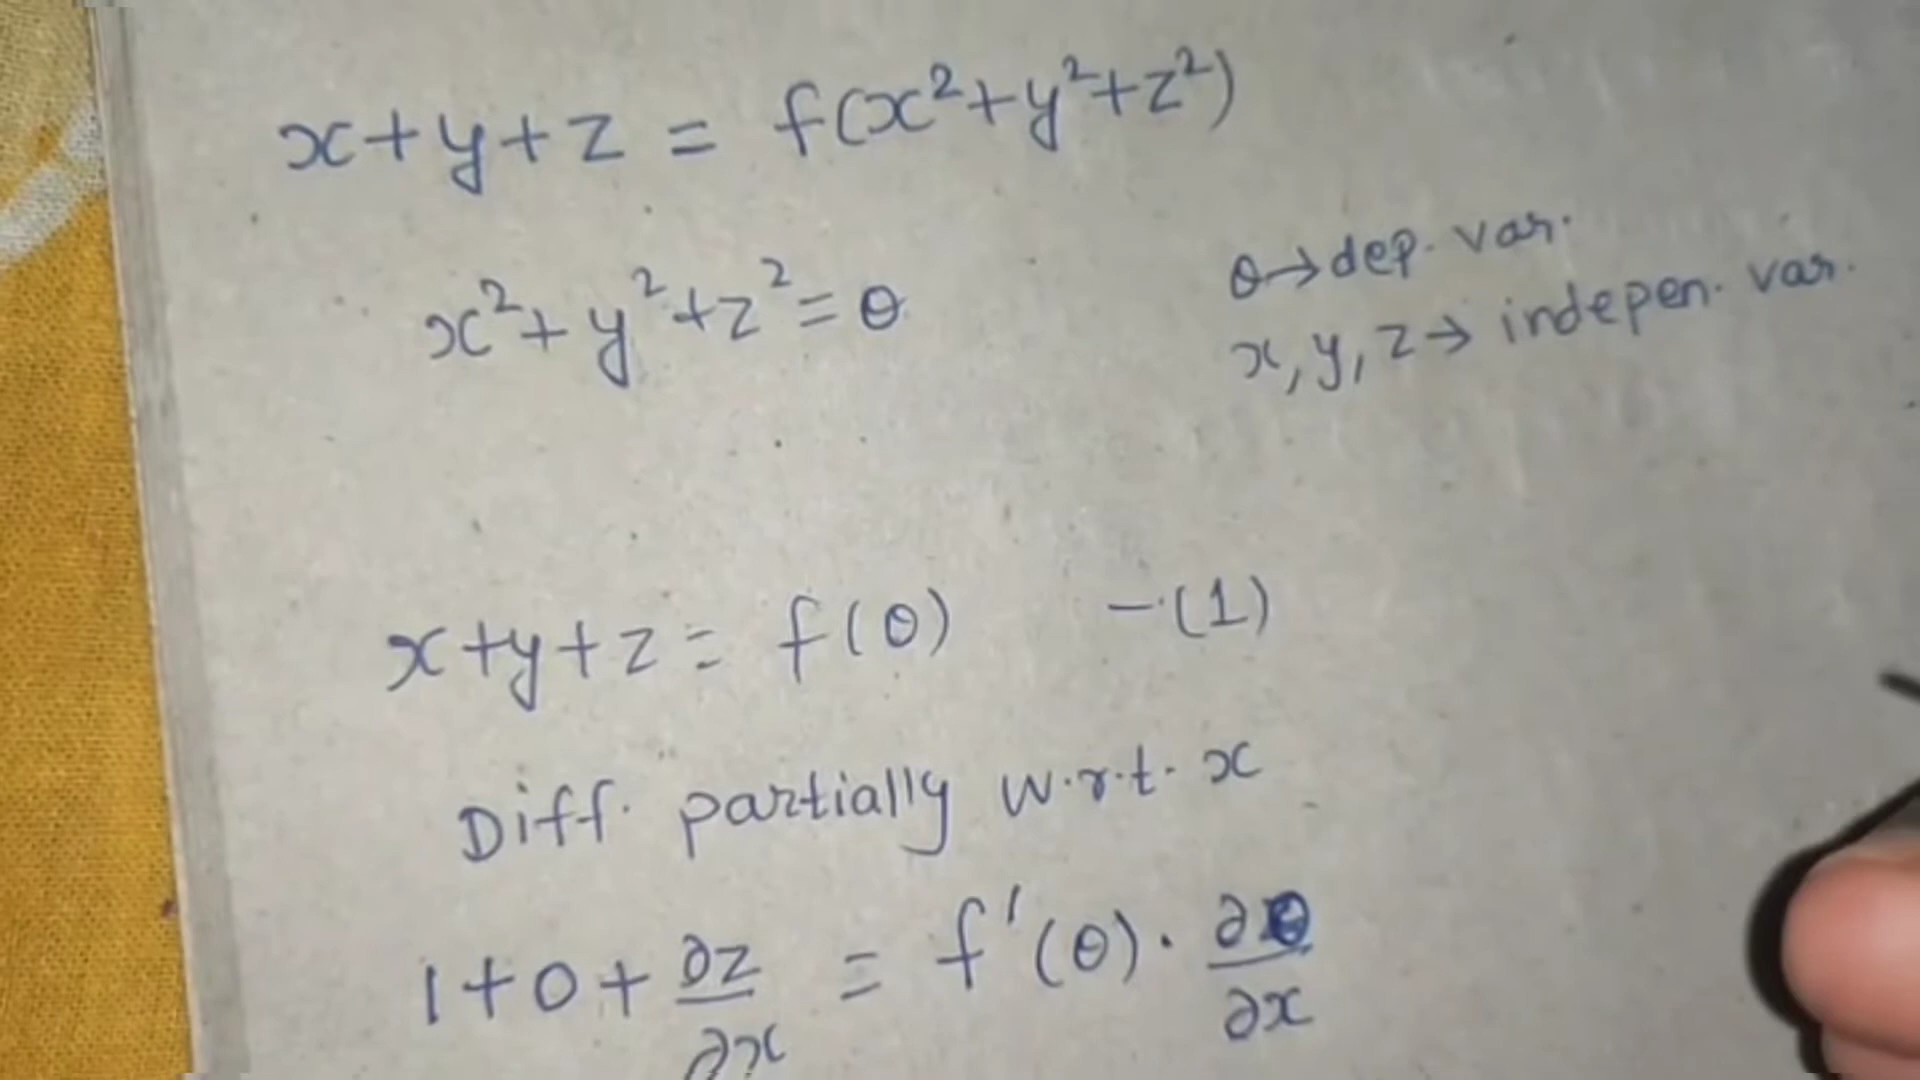 x+y+z = f(x²+y²+z²)
x²+y²+z²=θ
θ→dep. var.
x,y,z→ indepen. var.
x+y+z = f(θ) -(1)
Diff. partially w.r.t. x
1+0+∂z/∂x = f'(θ)·∂θ/∂x